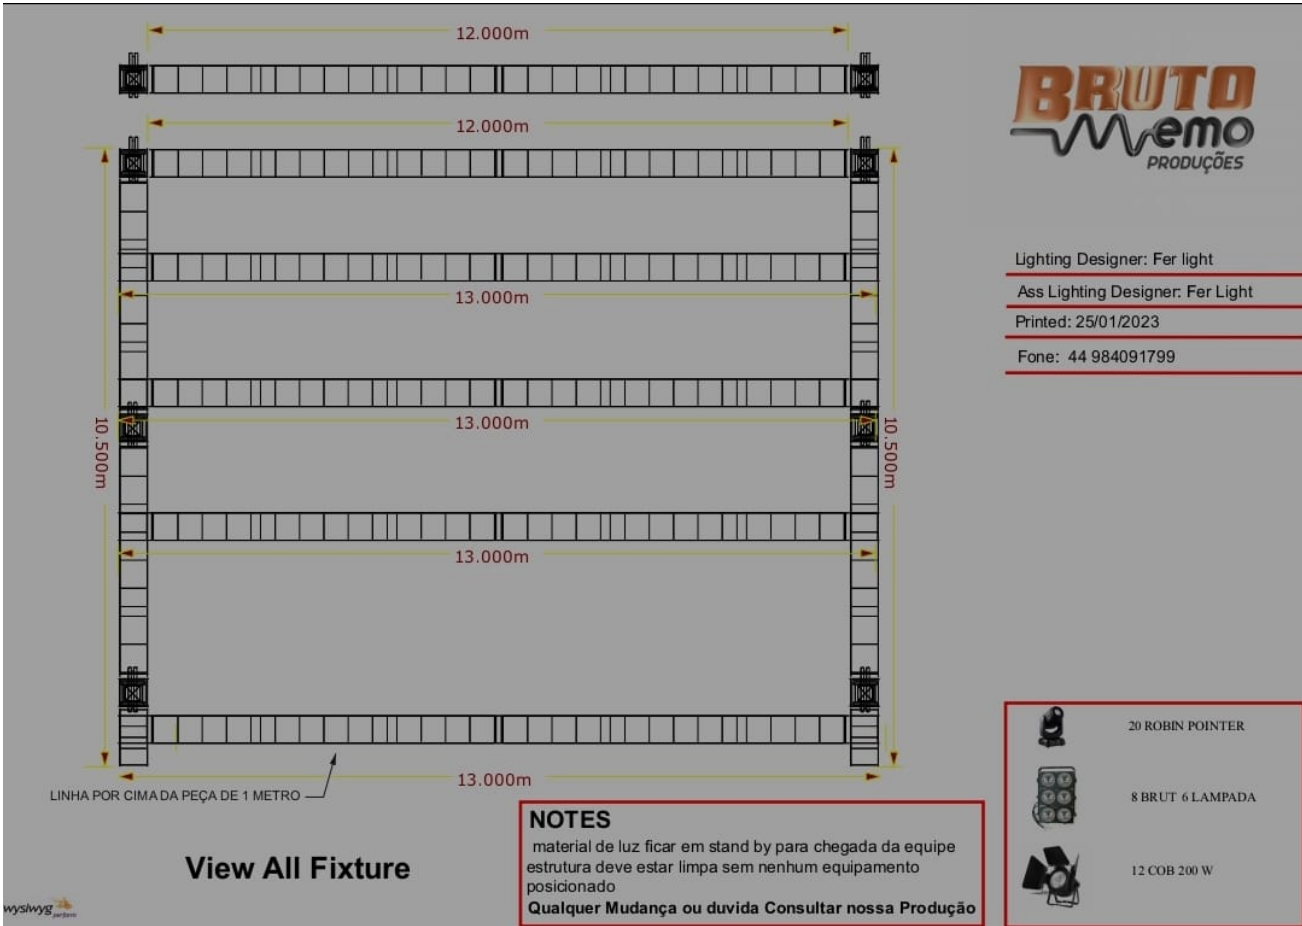 12.000m
12.000m
13.000m
13.000m
10.500m
10.500m
13.000m
13.000m
LINHA POR CIMA DA PEÇA DE 1 METRO
View All Fixture
wysiwyg
perform
BRUTO
Memo
PRODUÇÕES
Lighting Designer: Fer light
Ass Lighting Designer: Fer Light
Printed: 25/01/2023
Fone: 44 984091799
20 ROBIN POINTER
8 BRUT 6 LAMPADA
12 COB 200 W
NOTES
material de luz ficar em stand by para chegada da equipe
estrutura deve estar limpa sem nenhum equipamento
posicionado
Qualquer Mudança ou duvida Consultar nossa Produção